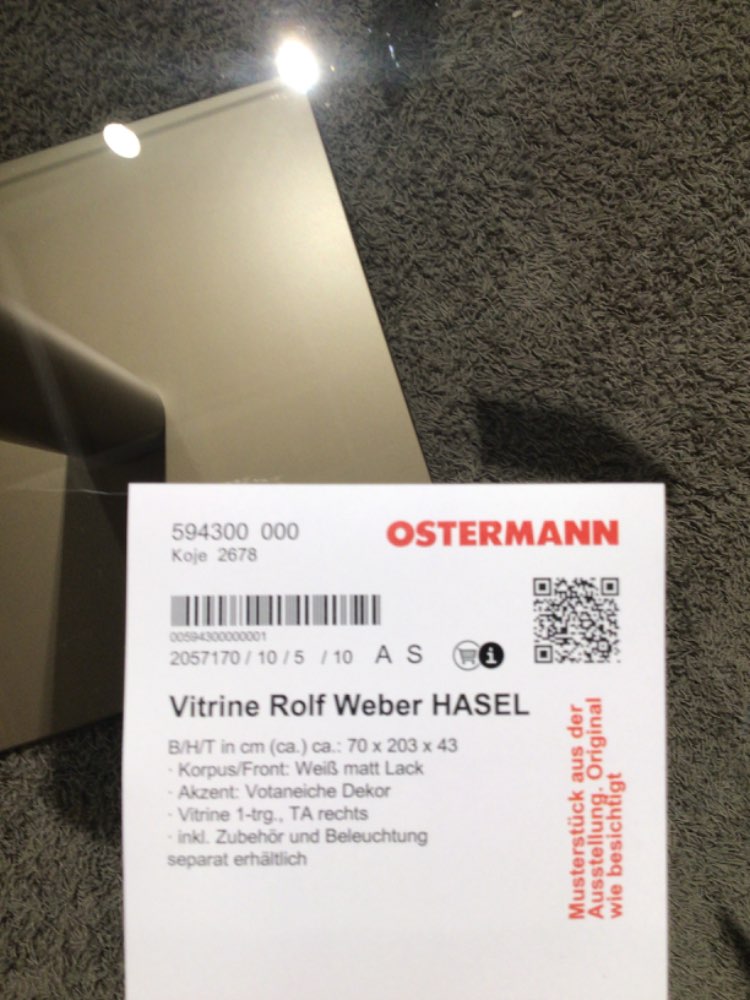 594300 000
OSTERMANN
Koje 2678
00594300000001
2057170 / 10 / 5 / 10 A S
i
Vitrine Rolf Weber HASEL
B/H/T in cm (ca.) ca.: 70 x 203 x 43
· Korpus/Front: Weiß matt Lack
· Akzent: Votaneiche Dekor
· Vitrine 1-trg., TA rechts
· inkl. Zubehör und Beleuchtung
separat erhältlich
Musterstück aus der
Ausstellung. Original
wie besichtigt